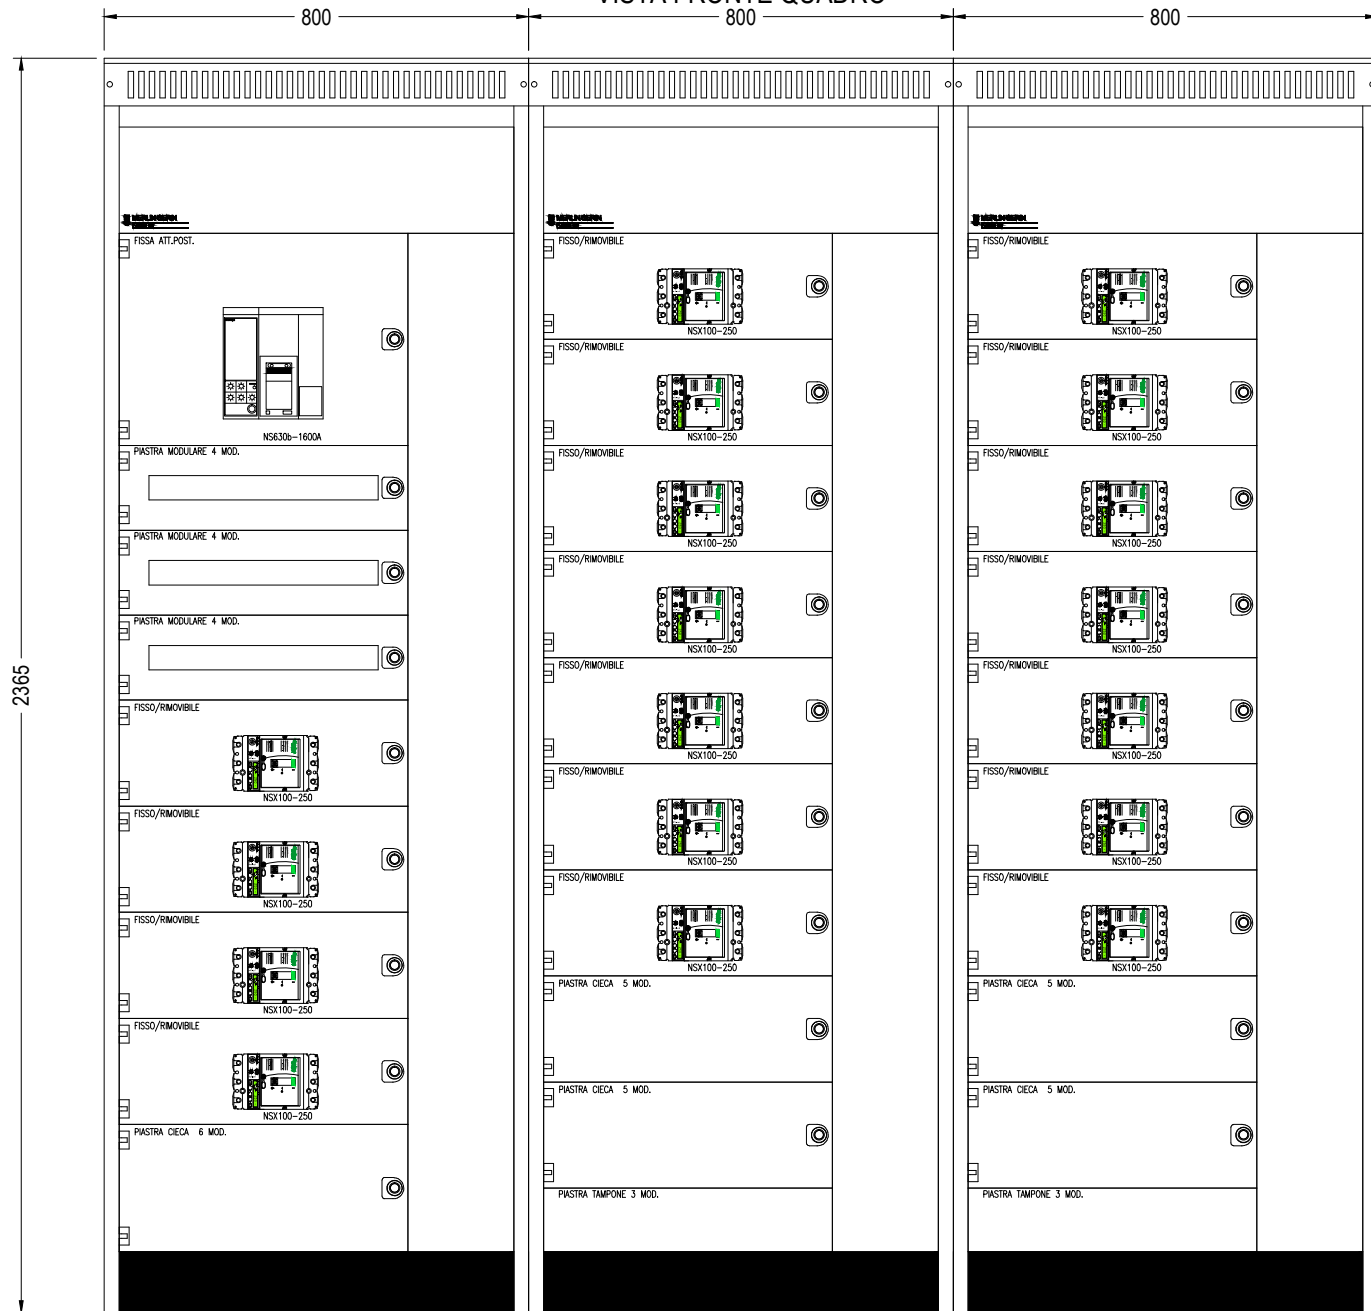 VISTA FRONTE QUADRO
800
800
800
2365
FISSA ATT.POST.
NS630b-1600A
PIASTRA MODULARE 4 MOD.
PIASTRA MODULARE 4 MOD.
PIASTRA MODULARE 4 MOD.
FISSO/RIMOVIBILE
NSX100-250
FISSO/RIMOVIBILE
NSX100-250
FISSO/RIMOVIBILE
NSX100-250
FISSO/RIMOVIBILE
NSX100-250
PIASTRA CIECA 6 MOD.
FISSO/RIMOVIBILE
NSX100-250
FISSO/RIMOVIBILE
NSX100-250
FISSO/RIMOVIBILE
NSX100-250
FISSO/RIMOVIBILE
NSX100-250
FISSO/RIMOVIBILE
NSX100-250
FISSO/RIMOVIBILE
NSX100-250
FISSO/RIMOVIBILE
NSX100-250
PIASTRA CIECA 5 MOD.
PIASTRA CIECA 5 MOD.
PIASTRA TAMPONE 3 MOD.
FISSO/RIMOVIBILE
NSX100-250
FISSO/RIMOVIBILE
NSX100-250
FISSO/RIMOVIBILE
NSX100-250
FISSO/RIMOVIBILE
NSX100-250
FISSO/RIMOVIBILE
NSX100-250
FISSO/RIMOVIBILE
NSX100-250
FISSO/RIMOVIBILE
NSX100-250
PIASTRA CIECA 5 MOD.
PIASTRA CIECA 5 MOD.
PIASTRA TAMPONE 3 MOD.